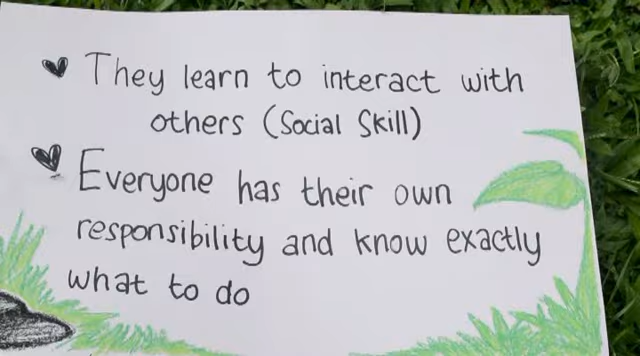 They learn to interact with
others (Social Skill)
Everyone has their own
responsibility and know exactly
what to do